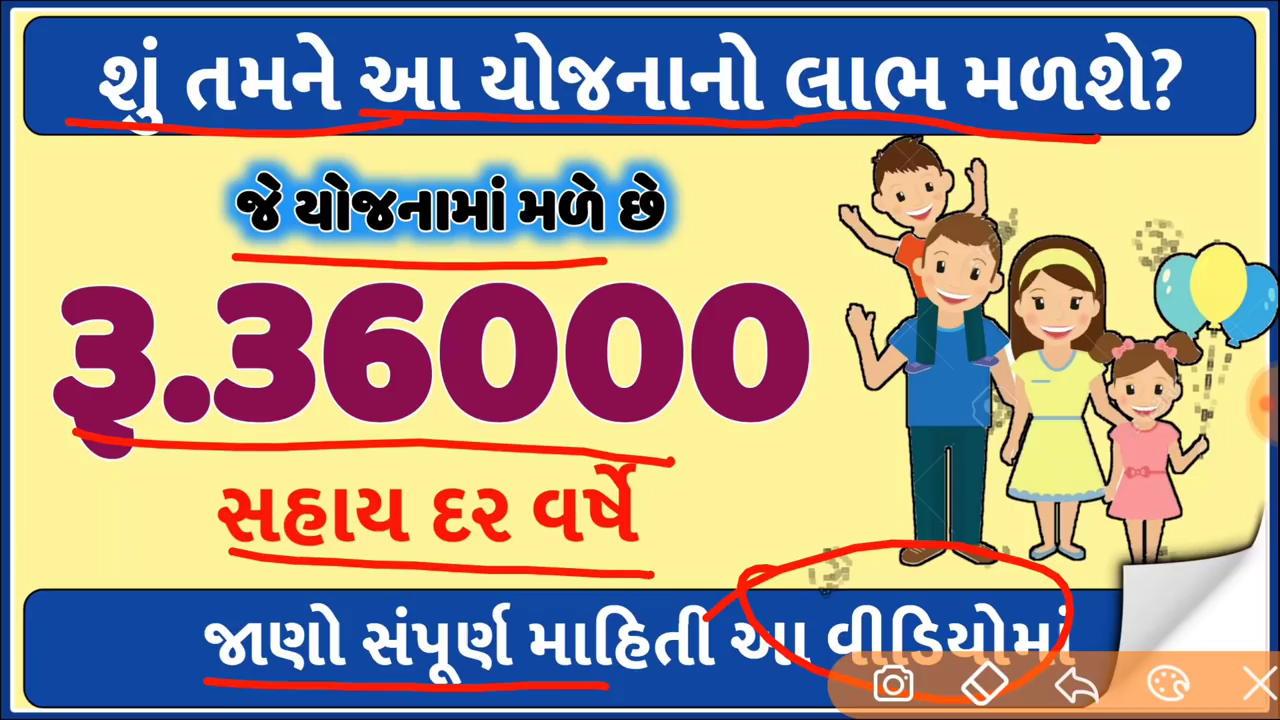 શું તમને આ યોજનાનો લાભ મળશે?
જે યોજનામાં મળે છે
રૂ.36000
સહાય દર વર્ષે
જાણો સંપૂર્ણ માહિતી આ વીડિયોમાં